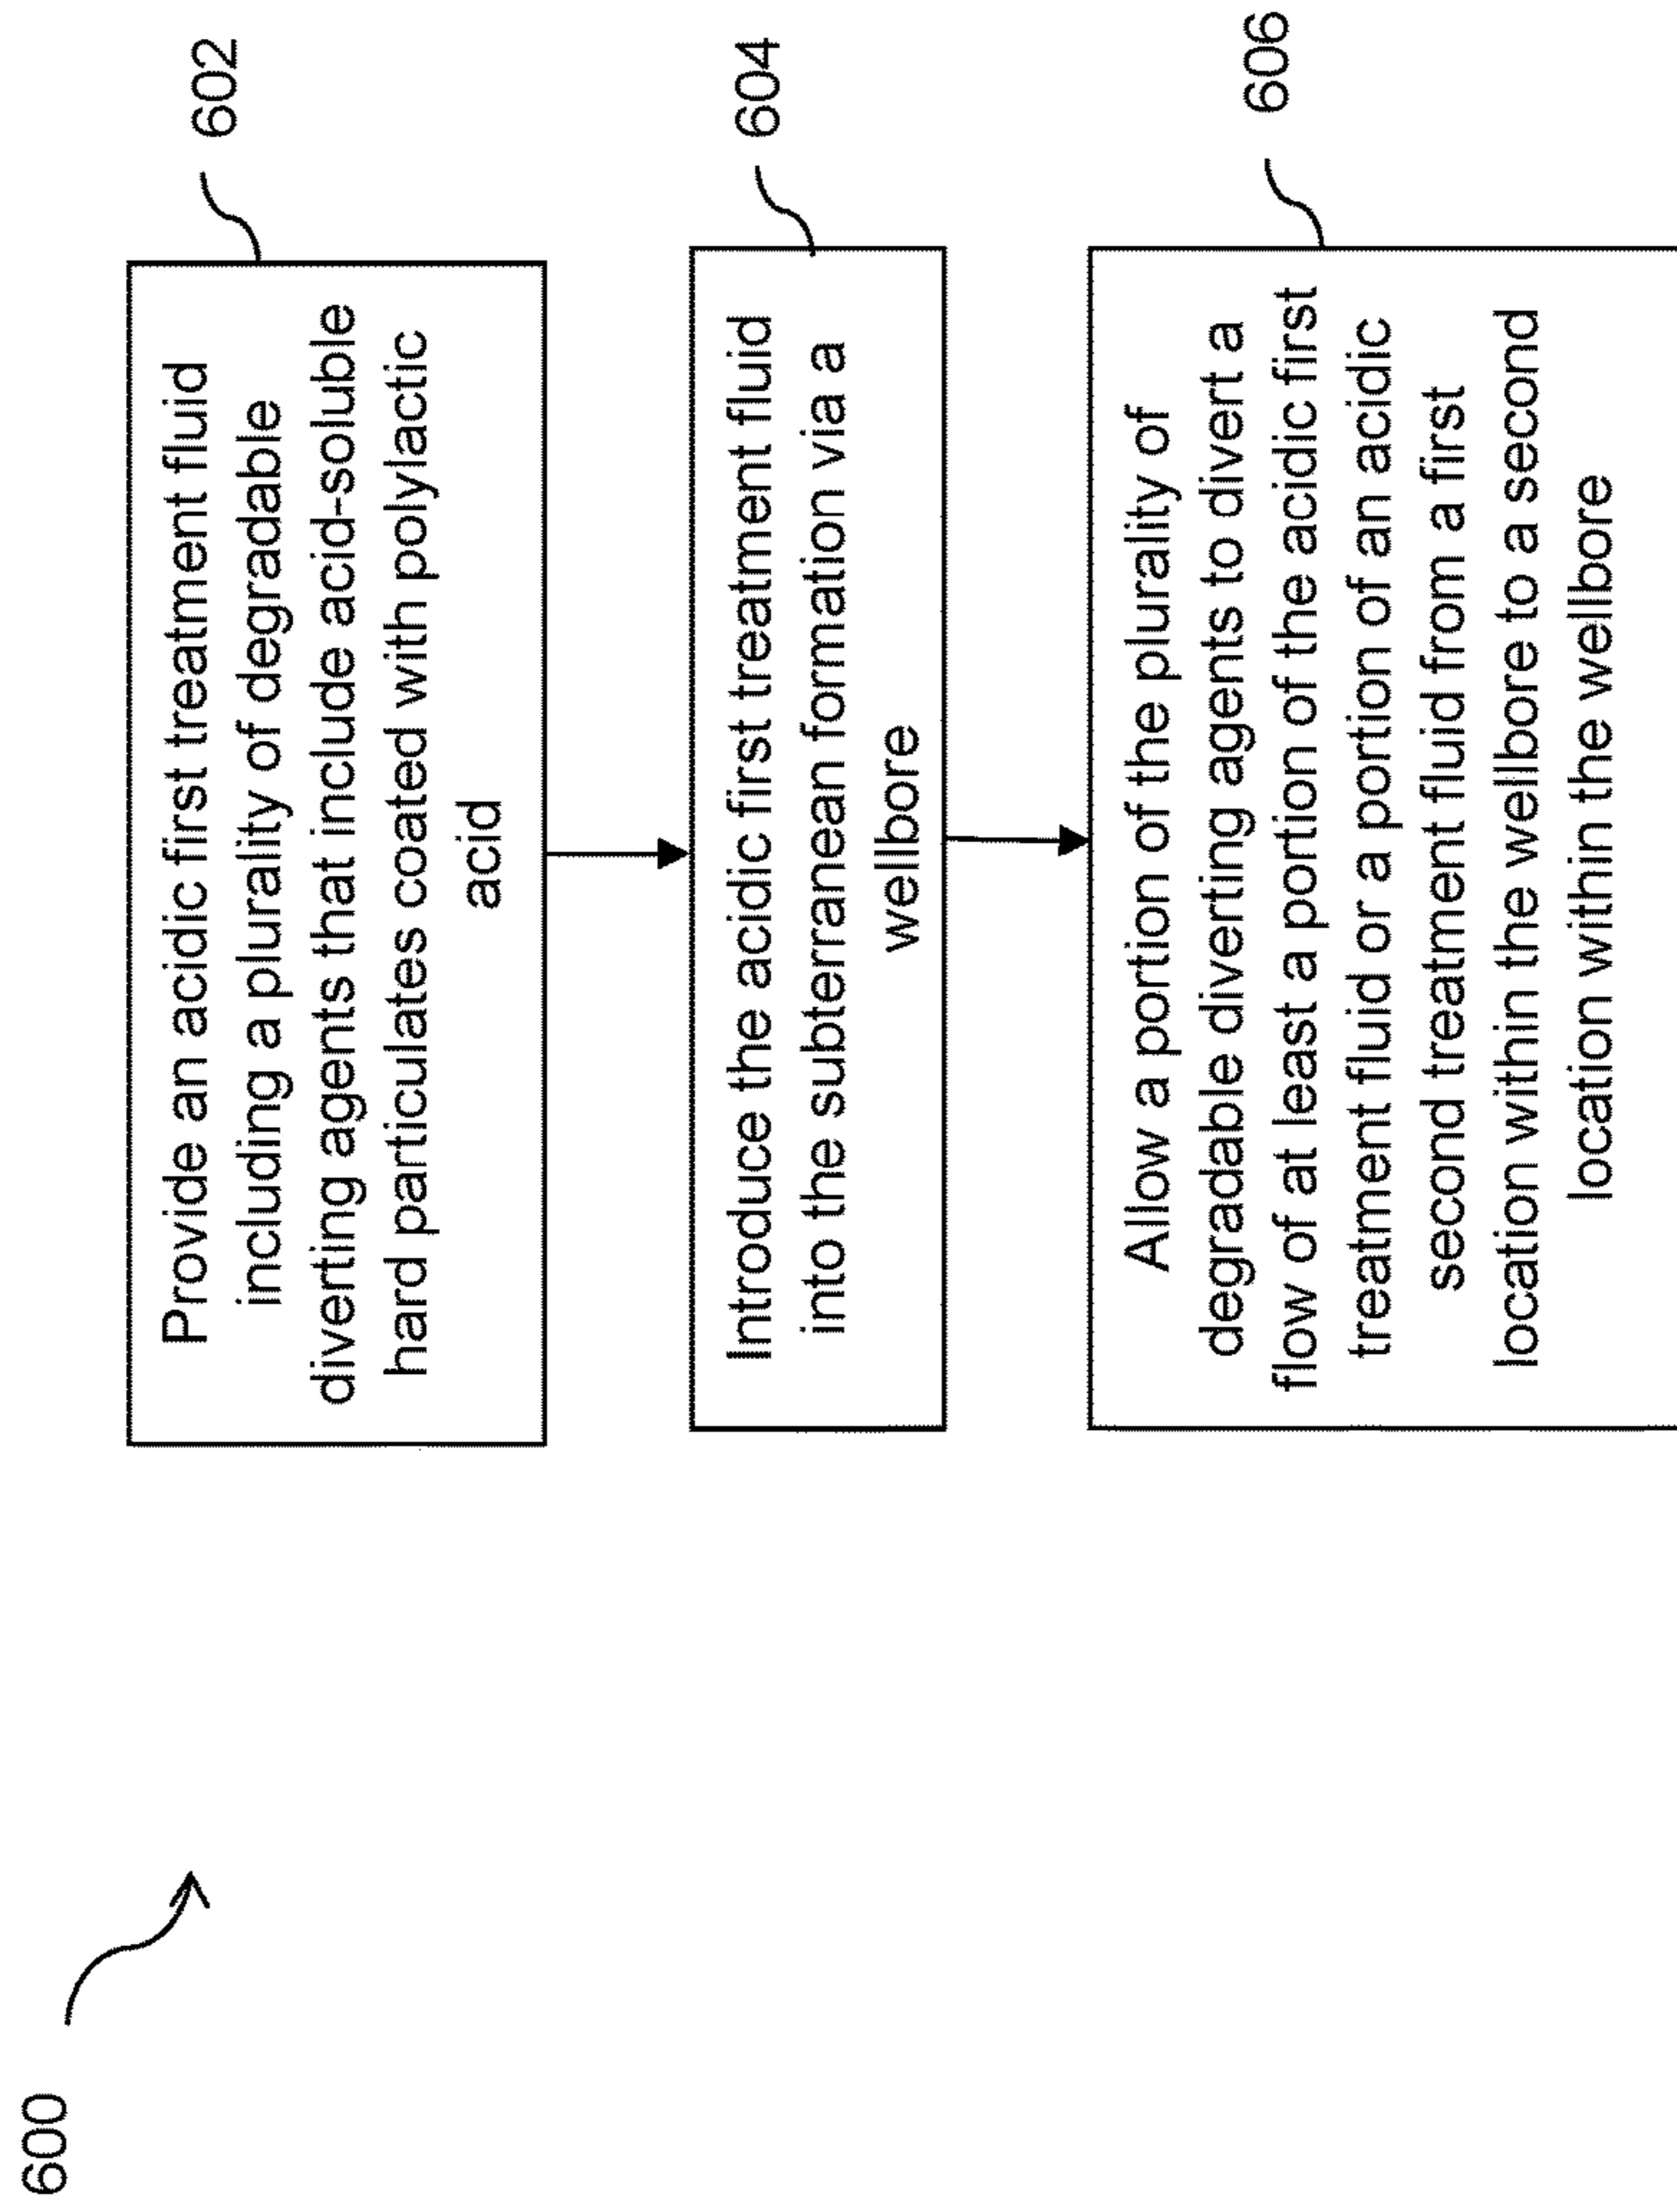 600
Provide an acidic first treatment fluid
including a plurality of degradable
diverting agents that include acid-soluble
hard particulates coated with polylactic
acid
602
Introduce the acidic first treatment fluid
into the subterranean formation via a
wellbore
604
Allow a portion of the plurality of
degradable diverting agents to divert a
flow of at least a portion of the acidic first
treatment fluid or a portion of an acidic
second treatment fluid from a first
location within the wellbore to a second
location within the wellbore
606